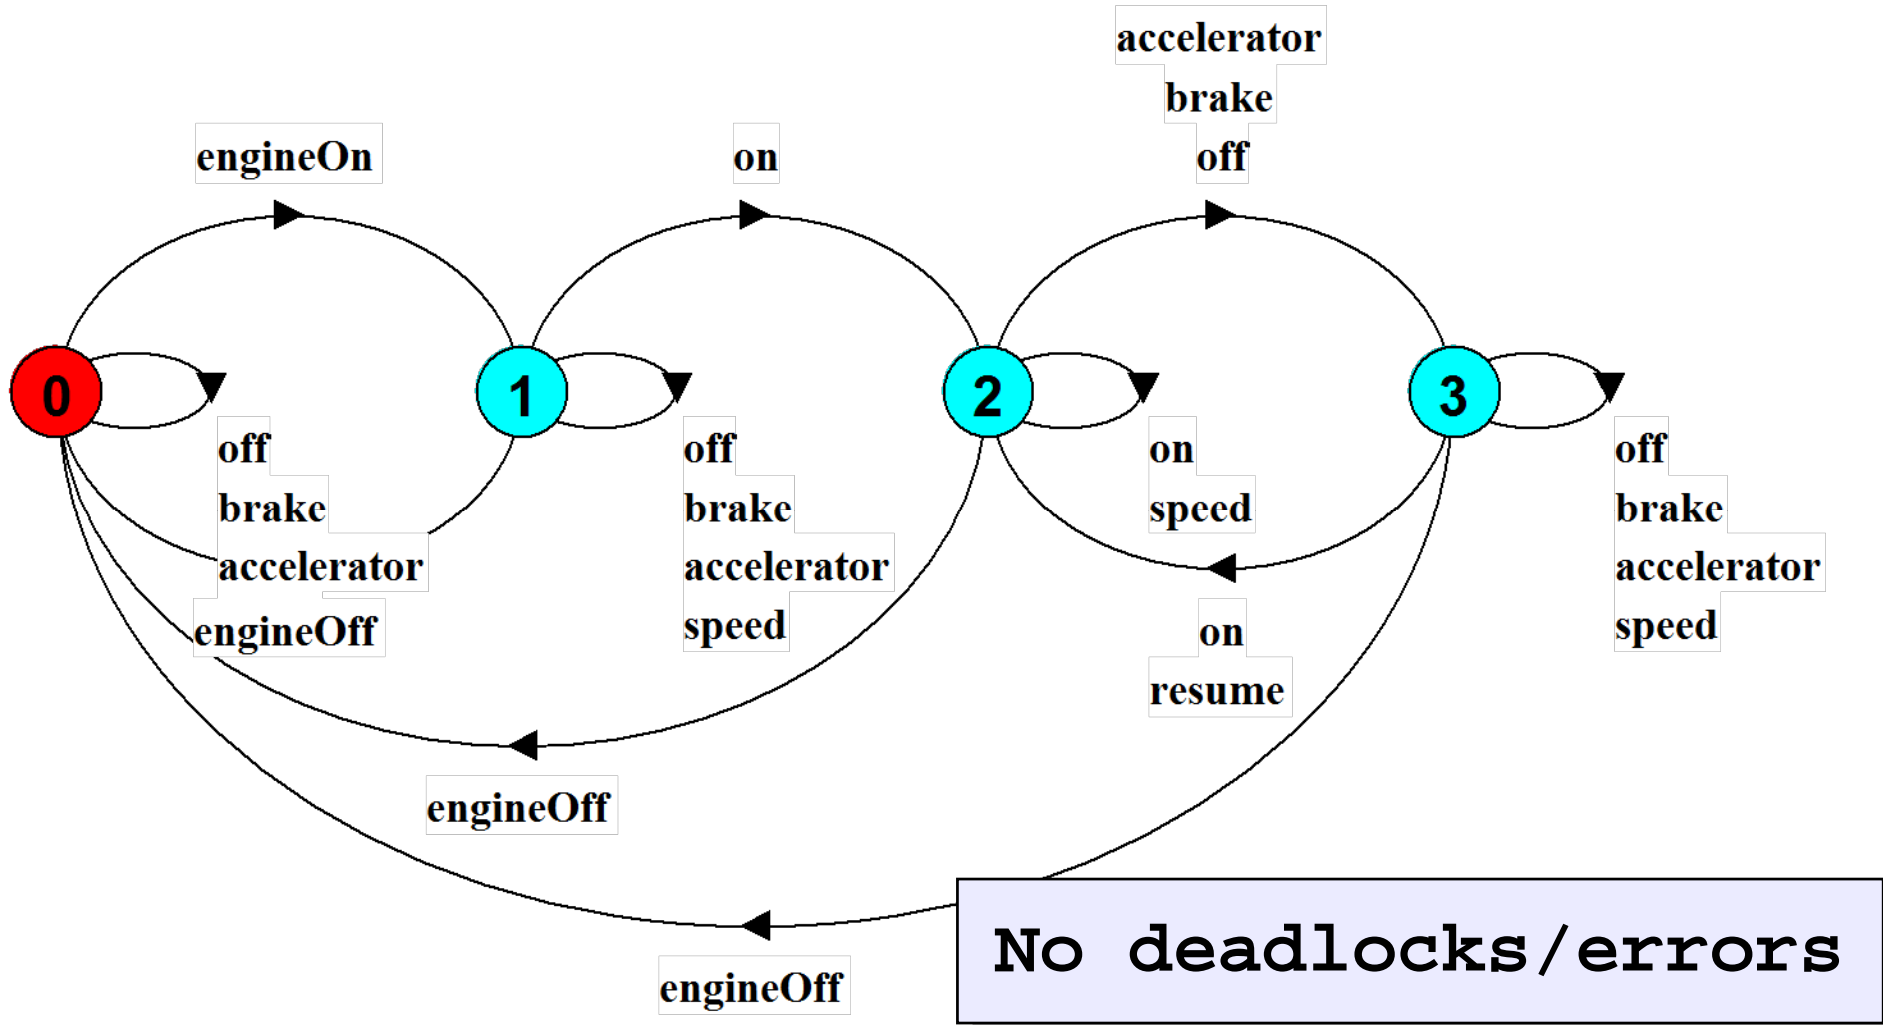 accelerator
brake
off
engineOn
on
0
1
2
3
off
brake
accelerator
engineOff
off
brake
accelerator
speed
on
speed
on
resume
off
brake
accelerator
speed
engineOff
engineOff
No deadlocks/errors